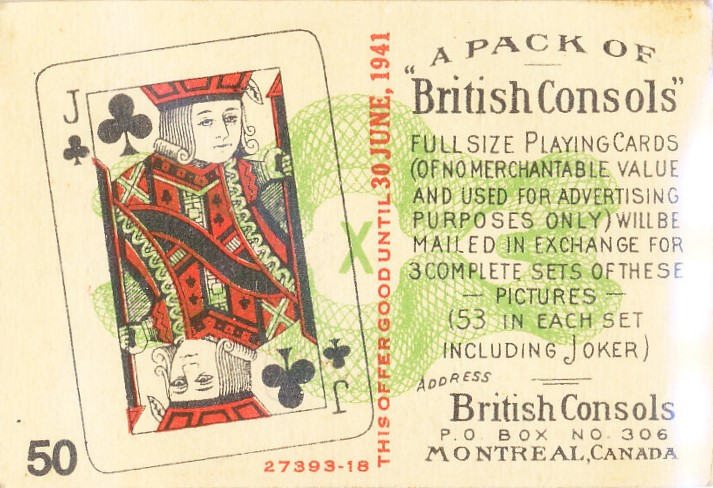 J
J
50
27393-18
THIS OFFER GOOD UNTIL 30 JUNE, 1941
X
A PACK OF
"British Consols"
FULL SIZE PLAYING CARDS
(OF NO MERCHANTABLE VALUE
AND USED FOR ADVERTISING
PURPOSES ONLY) WILL BE
MAILED IN EXCHANGE FOR
3 COMPLETE SETS OF THESE
— PICTURES —
(53 IN EACH SET
INCLUDING JOKER)
ADDRESS
British Consols
P.O. BOX NO. 306
MONTREAL, CANADA